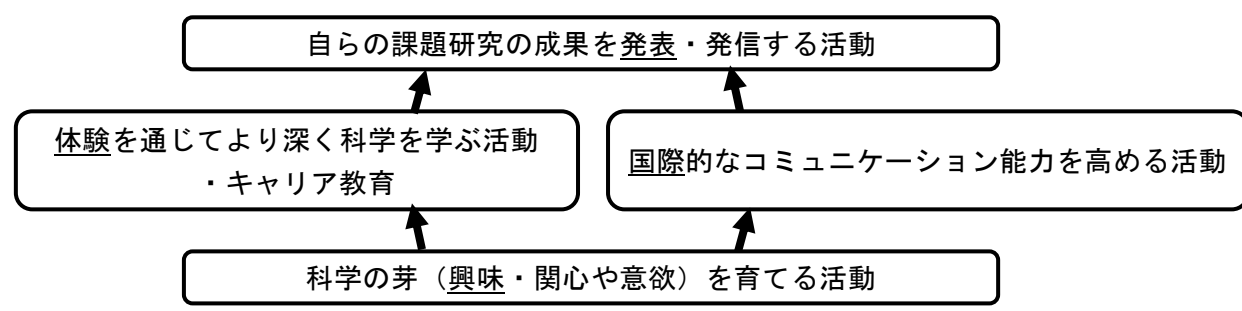 自らの課題研究の成果を発表・発信する活動
体験を通じてより深く科学を学ぶ活動
・キャリア教育
国際的なコミュニケーション能力を高める活動
科学の芽（興味・関心や意欲）を育てる活動